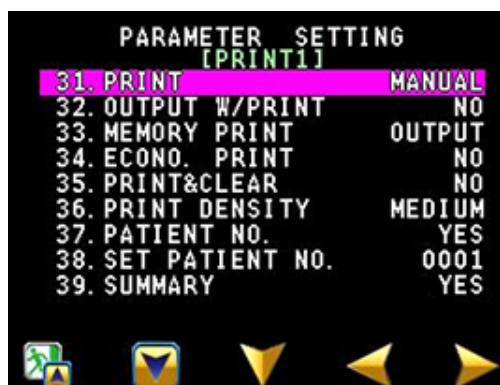 PARAMETER SETTING
[PRINT1]
31. PRINT MANUAL
32. OUTPUT W/PRINT NO
33. MEMORY PRINT OUTPUT
34. ECONO. PRINT NO
35. PRINT&CLEAR NO
36. PRINT DENSITY MEDIUM
37. PATIENT NO. YES
38. SET PATIENT NO. 0001
39. SUMMARY YES